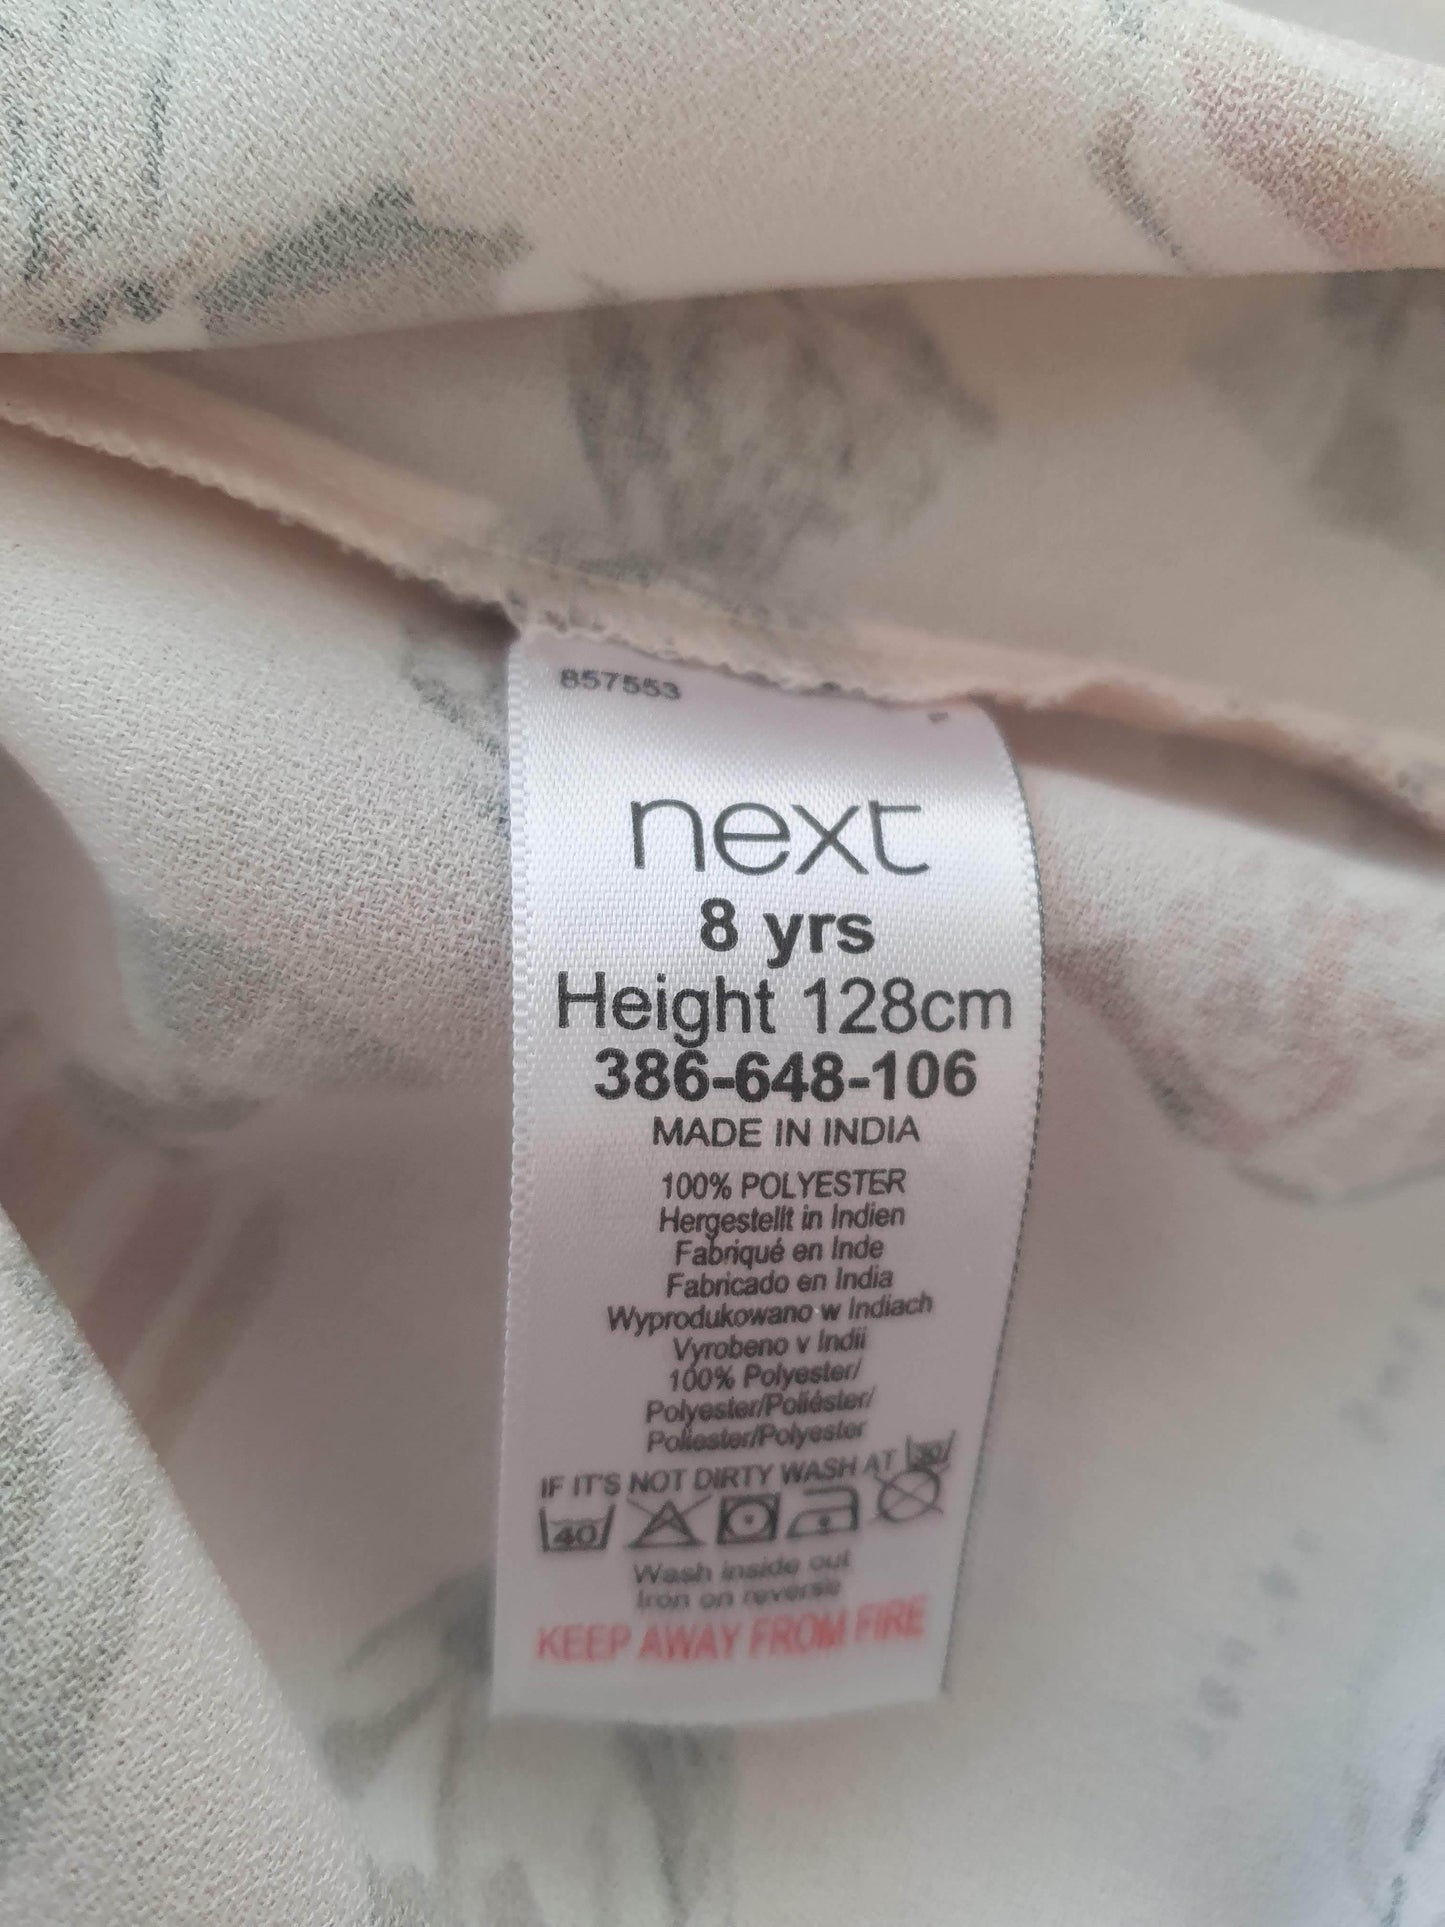 857553
next
8 yrs
Height 128cm
386-648-106
MADE IN INDIA
100% POLYESTER
Hergestellt in Indien
Fabriqué en Inde
Fabricado en India
Wyprodukowano w Indiach
Vyrobeno v Indii
100% Polyester/
Polyester/Poliéster/
Poliester/Polyester
IF IT'S NOT DIRTY WASH AT 30
40
Wash inside out
Iron on reverse
KEEP AWAY FROM FIRE